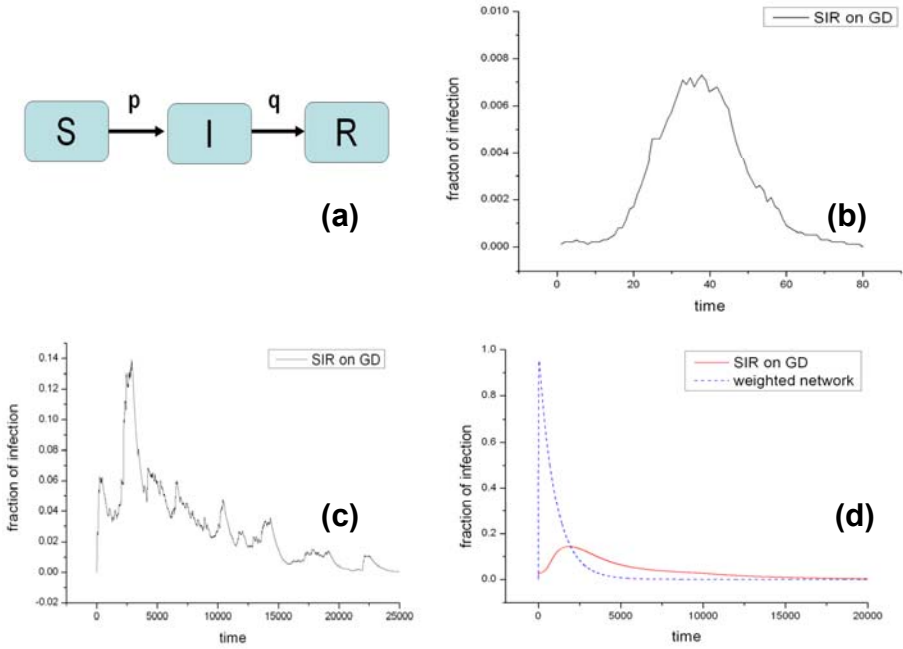 p
q
S
I
R
(a)
0.010
0.008
0.006
0.004
0.002
0.000
fracton of infection
SIR on GD
(b)
0
20
40
60
80
time
0.14
0.12
0.10
0.08
0.06
0.04
0.02
0.00
-0.02
fraction of infection
SIR on GD
(c)
0
5000
10000
15000
20000
25000
time
1.0
0.8
0.6
0.4
0.2
0.0
fraction of infection
SIR on GD
weighted network
(d)
0
5000
10000
15000
20000
time